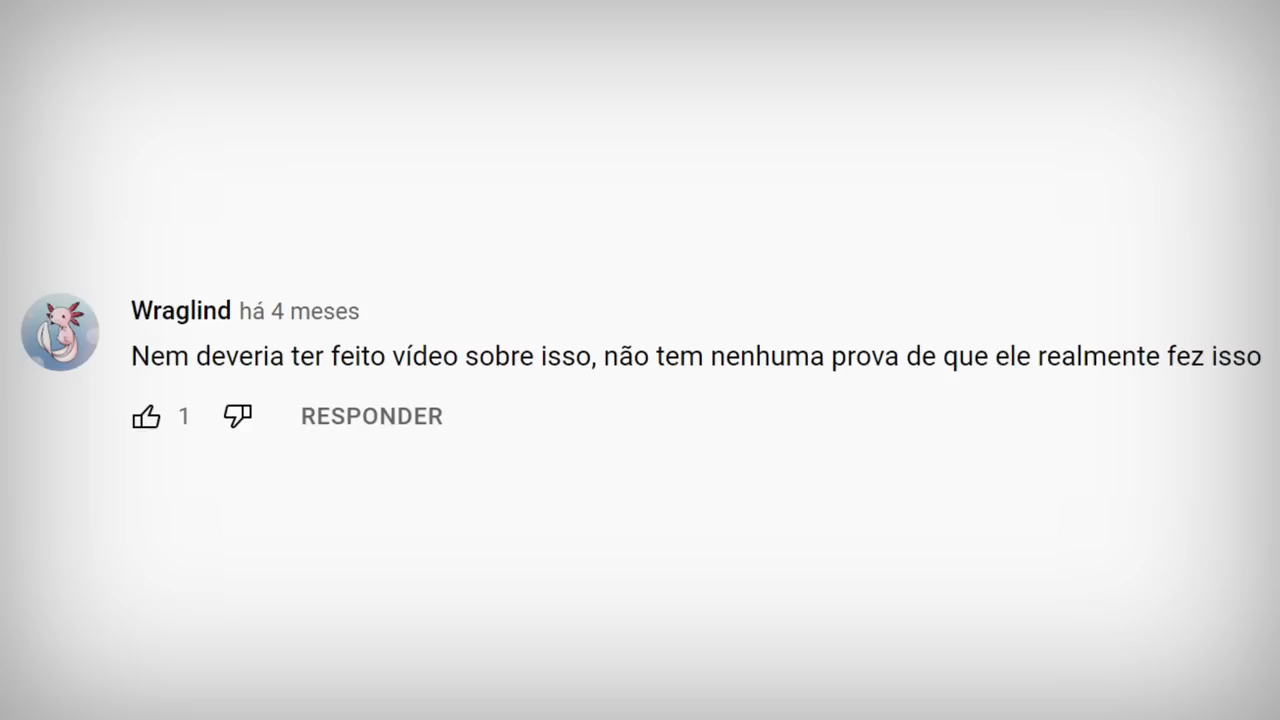 Wraglind há 4 meses
Nem deveria ter feito vídeo sobre isso, não tem nenhuma prova de que ele realmente fez isso
1 RESPONDER